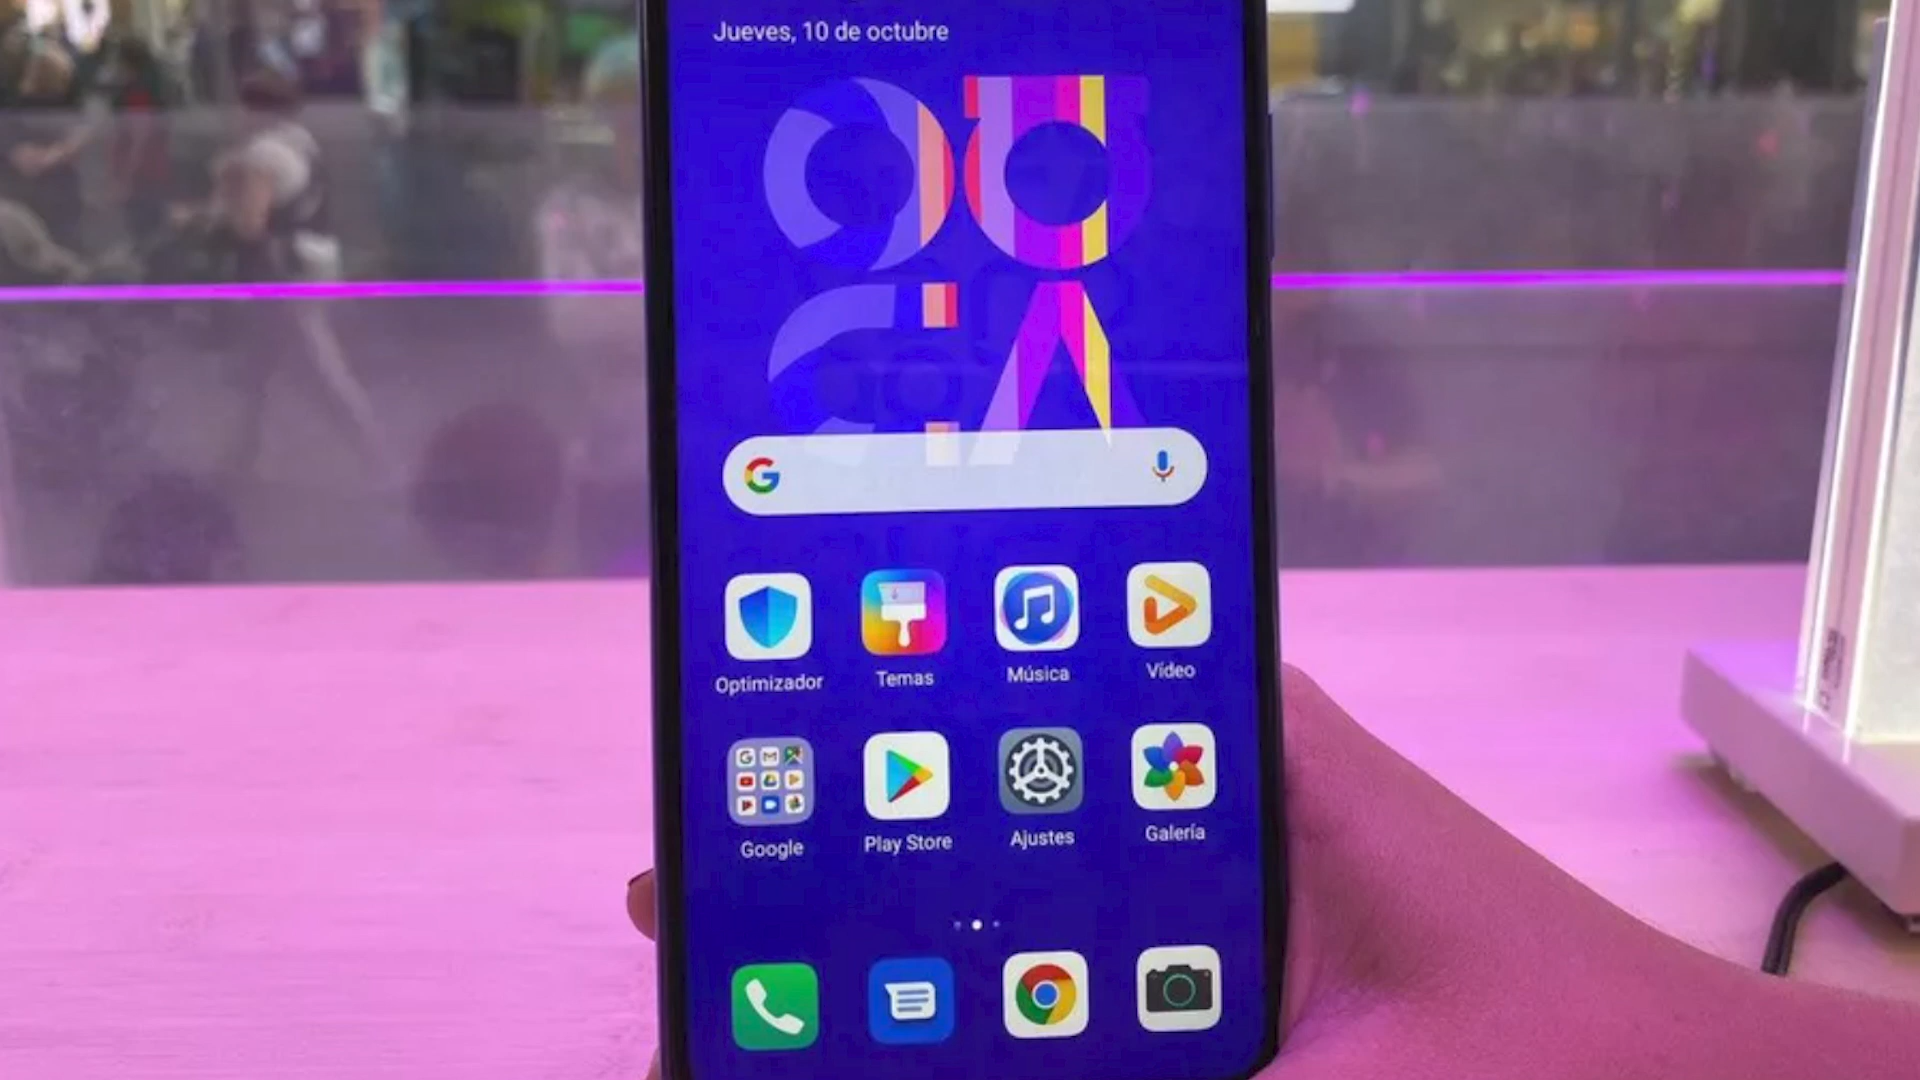 Jueves, 10 de octubre
Optimizador
Temas
Música
Vídeo
Google
Play Store
Ajustes
Galería